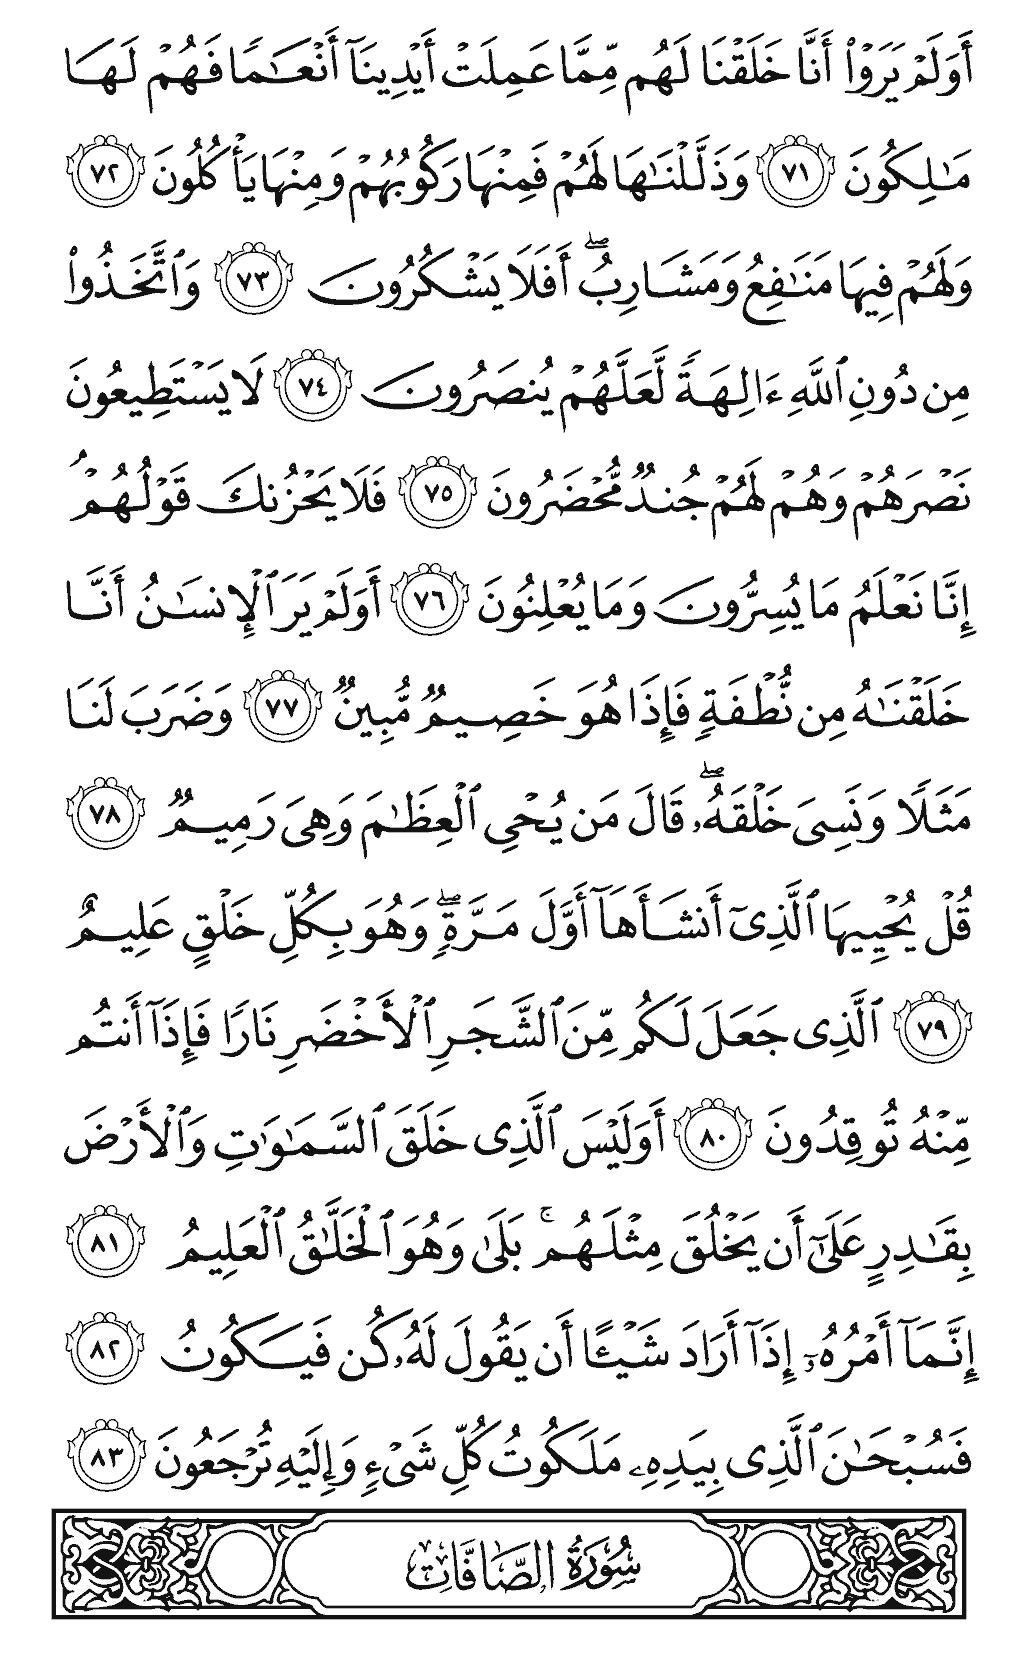 أَوَلَمْ يَرَوْا۟ أَنَّا خَلَقْنَا لَهُم مِّمَّا عَمِلَتْ أَيْدِينَآ أَنْعَـٰمًا فَهُمْ لَهَا
مَـٰلِكُونَ ٧١ وَذَلَّلْنَـٰهَا لَهُمْ فَمِنْهَا رَكُوبُهُمْ وَمِنْهَا يَأْكُلُونَ ٧٢
وَلَهُمْ فِيهَا مَنَـٰفِعُ وَمَشَارِبُ ۖ أَفَلَا يَشْكُرُونَ ٧٣ وَٱتَّخَذُوا۟
مِن دُونِ ٱللَّهِ ءَالِهَةً لَّعَلَّهُمْ يُنصَرُونَ ٧٤ لَا يَسْتَطِيعُونَ
نَصْرَهُمْ وَهُمْ لَهُمْ جُندٌ مُّحْضَرُونَ ٧٥ فَلَا يَحْزُنكَ قَوْلُهُمْ ۘ
إِنَّا نَعْلَمُ مَا يُسِرُّونَ وَمَا يُعْلِنُونَ ٧٦ أَوَلَمْ يَرَ ٱلْإِنسَـٰنُ أَنَّا
خَلَقْنَـٰهُ مِن نُّطْفَةٍ فَإِذَا هُوَ خَصِيمٌ مُّبِينٌ ٧٧ وَضَرَبَ لَنَا
مَثَلًا وَنَسِىَ خَلْقَهُۥ ۖ قَالَ مَن يُحْىِ ٱلْعِظَـٰمَ وَهِىَ رَمِيمٌ ٧٨
قُلْ يُحْيِيهَا ٱلَّذِىٓ أَنشَأَهَآ أَوَّلَ مَرَّةٍ ۖ وَهُوَ بِكُلِّ خَلْقٍ عَلِيمٌ
٧٩ ٱلَّذِى جَعَلَ لَكُم مِّنَ ٱلشَّجَرِ ٱلْأَخْضَرِ نَارًا فَإِذَآ أَنتُم
مِّنْهُ تُوقِدُونَ ٨٠ أَوَلَيْسَ ٱلَّذِى خَلَقَ ٱلسَّمَـٰوَٰتِ وَٱلْأَرْضَ
بِقَـٰدِرٍ عَلَىٰٓ أَن يَخْلُقَ مِثْلَهُم ۚ بَلَىٰ وَهُوَ ٱلْخَلَّـٰقُ ٱلْعَلِيمُ ٨١
إِنَّمَآ أَمْرُهُۥٓ إِذَآ أَرَادَ شَيْـًٔا أَن يَقُولَ لَهُۥ كُن فَيَكُونُ ٨٢
فَسُبْحَـٰنَ ٱلَّذِى بِيَدِهِۦ مَلَكُوتُ كُلِّ شَىْءٍ وَإِلَيْهِ تُرْجَعُونَ ٨٣
سُورَةُ الصَّافَّاتِ